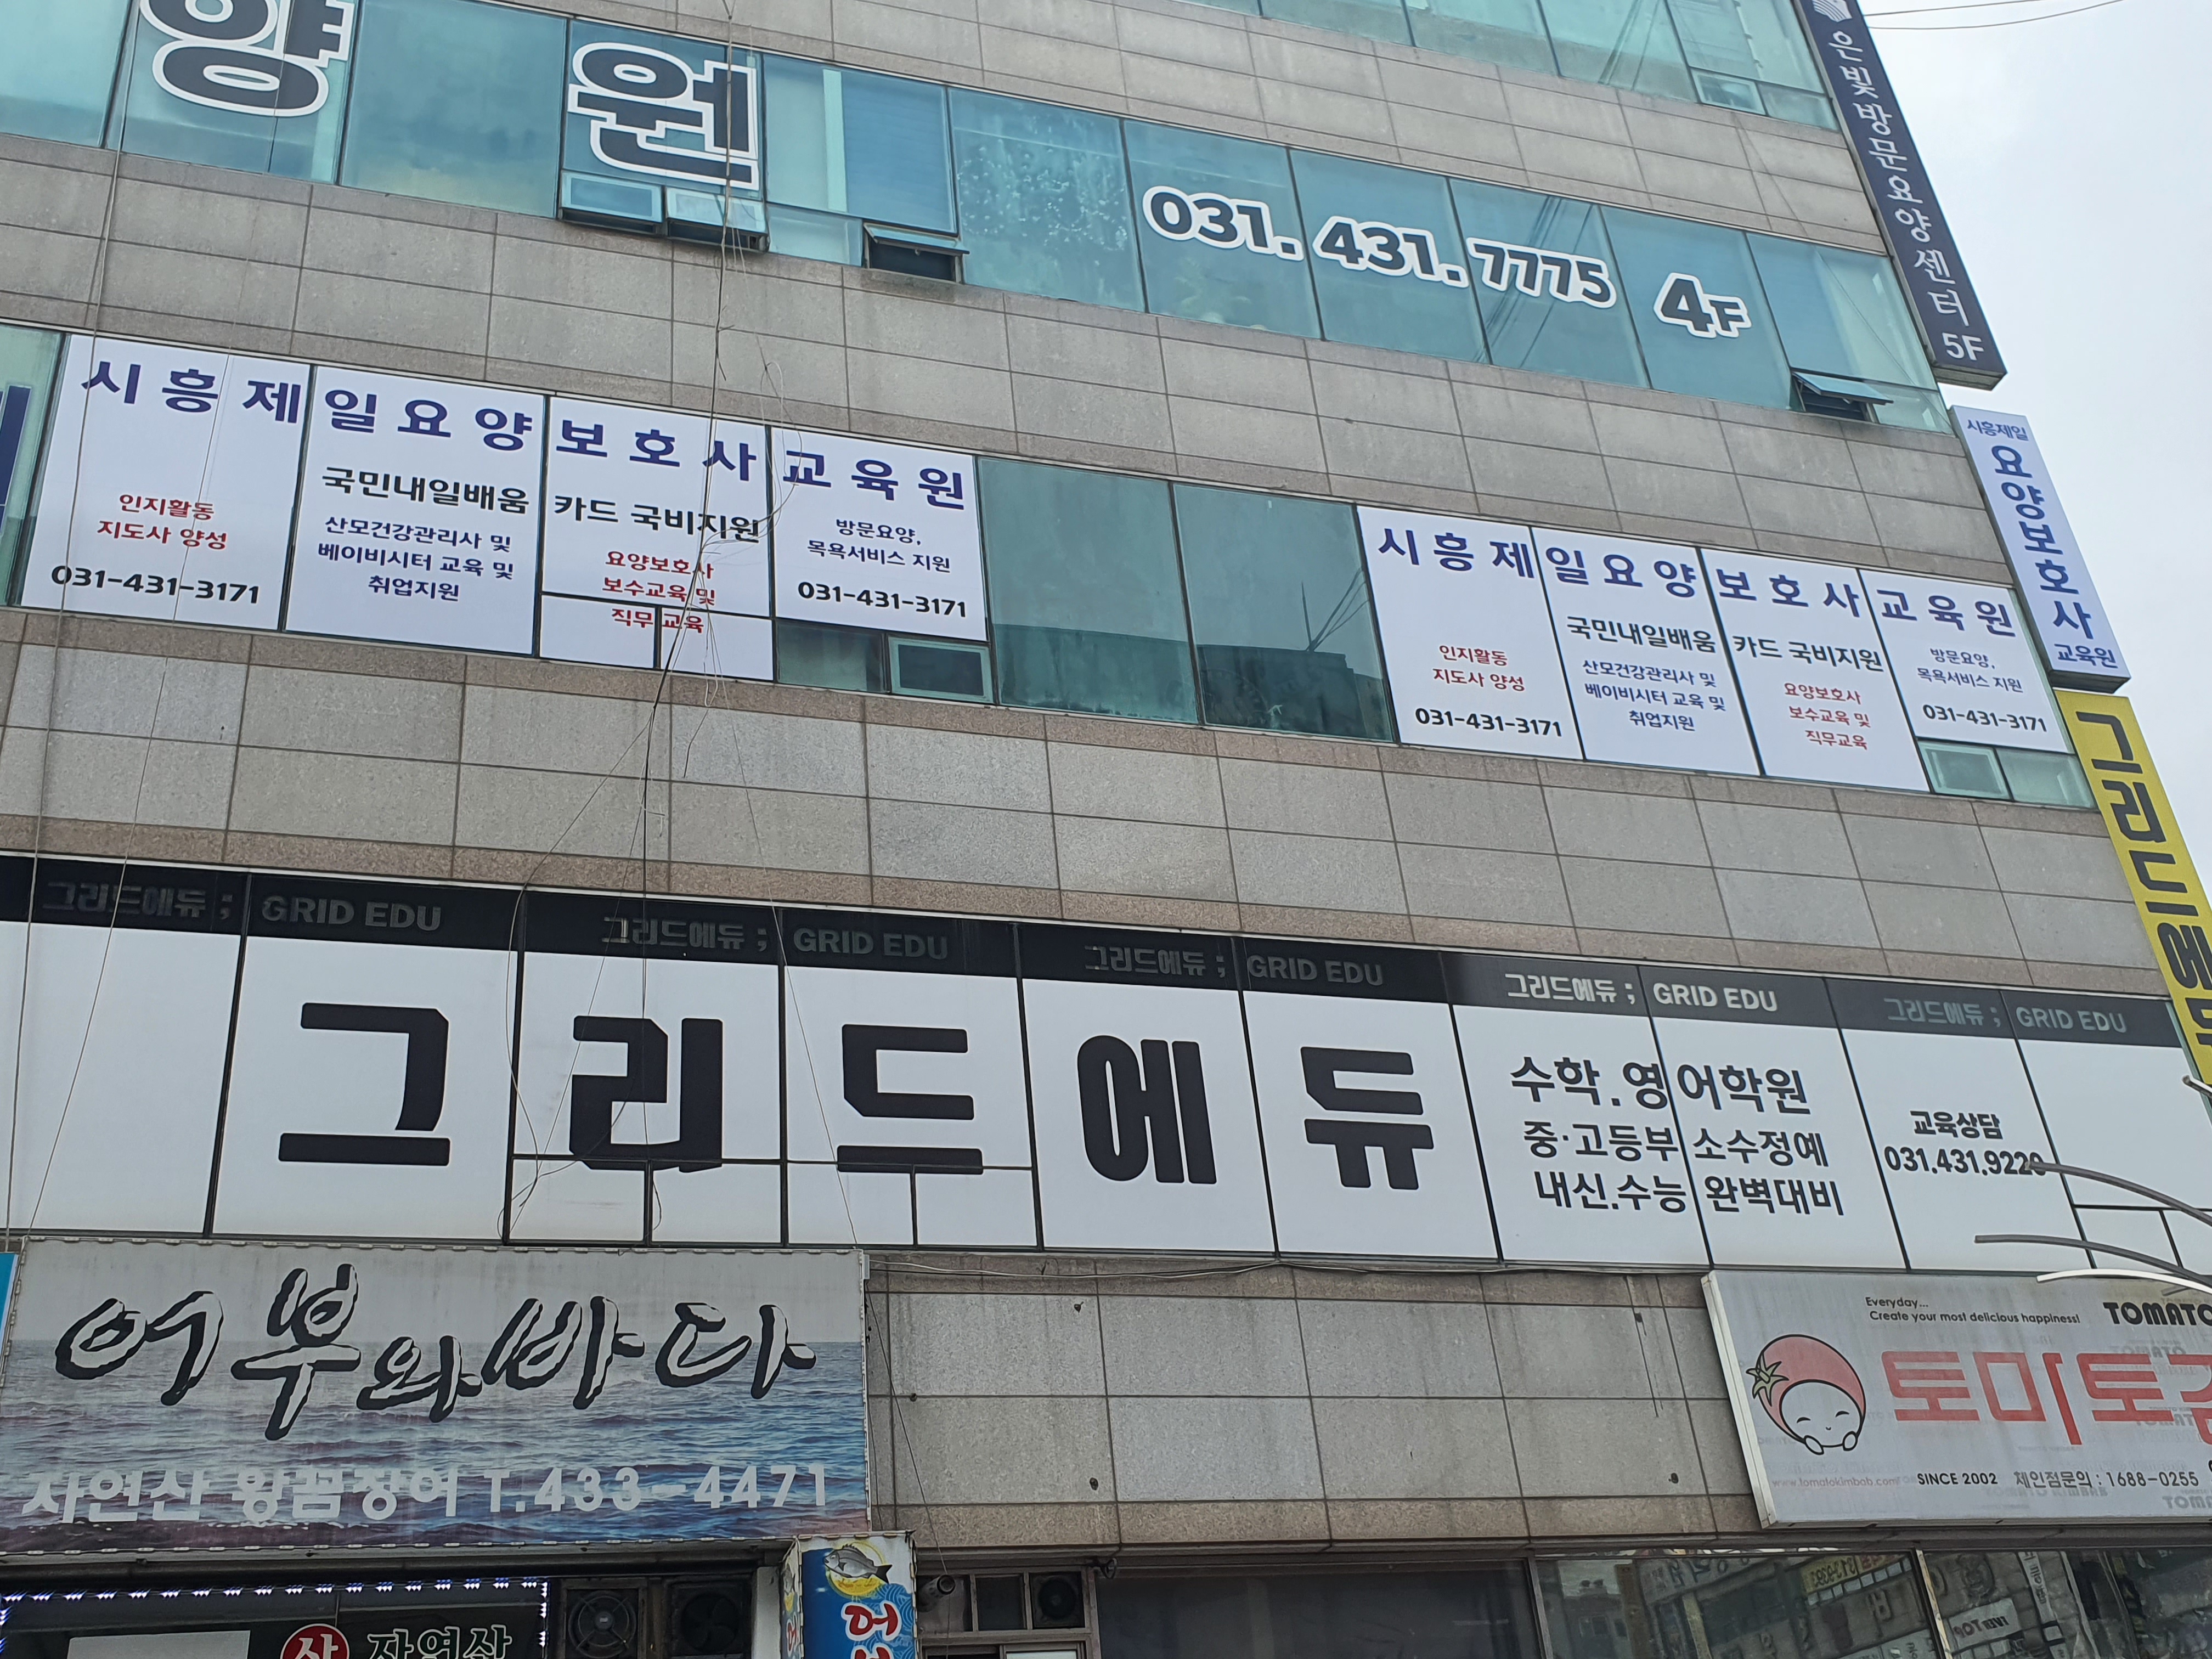 양 원
031. 431. 7775 4F
은빛방문요양센터 5F
시흥제일요양보호사교육원
국민내일배움 카드 국비지원
인지활동
지도사 양성
031-431-3171
산모건강관리사 및
베이비시터 교육 및
취업지원
요양보호사
보수교육 및
직무교육
방문요양,
목욕서비스 지원
031-431-3171
시흥제일요양보호사교육원
국민내일배움 카드 국비지원
인지활동
지도사 양성
031-431-3171
산모건강관리사 및
베이비시터 교육 및
취업지원
요양보호사
보수교육 및
직무교육
방문요양,
목욕서비스 지원
031-431-3171
시흥제일
요양보호사
교육원
그리드에듀
그리드에듀 ; GRID EDU 그리드에듀 ; GRID EDU 그리드에듀 ; GRID EDU 그리드에듀 ; GRID EDU 그리드에듀 ; GRID EDU
그리드에듀
수학.영어학원
중·고등부 소수정예
내신.수능 완벽대비
교육상담
031.431.9220
어부와바다
자연산 왕꼼장어 T.433-4471
자연산
Everyday...
Create your most delicious happiness!
TOMATO
토마토김
www.tomatokimbab.com
SINCE 2002 체인점문의 : 1688-0255